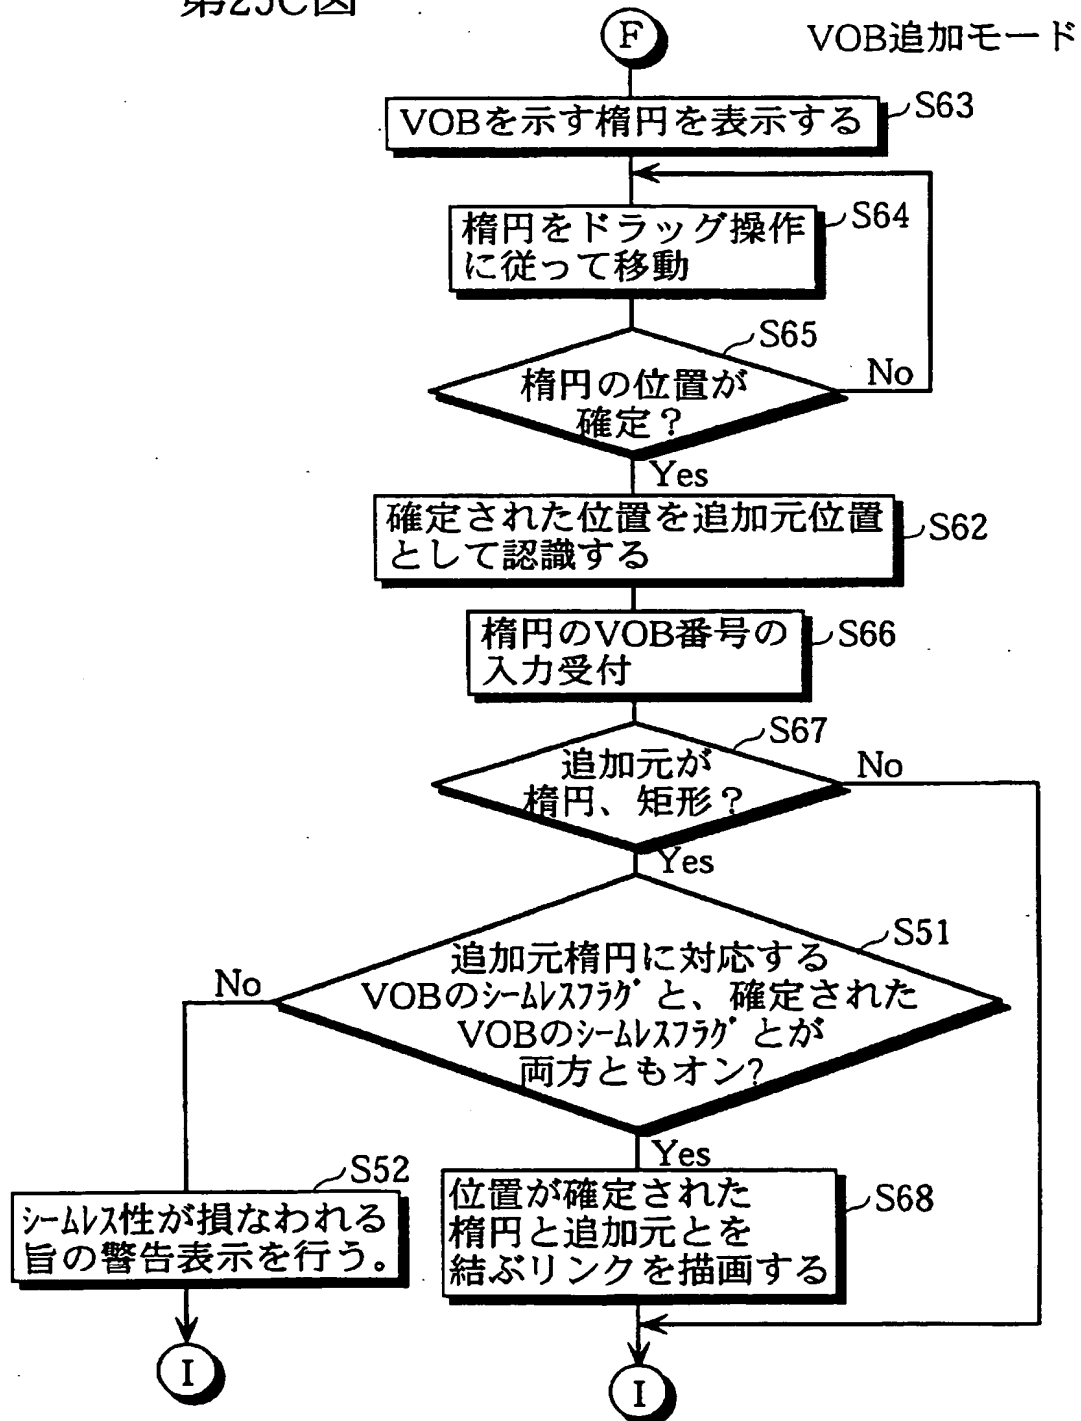 第25C図
F
VOB追加モード
VOBを示す楕円を表示する
S63
楕円をドラッグ操作
に従って移動
S64
S65
楕円の位置が
確定？
No
Yes
確定された位置を追加元位置
として認識する
S62
楕円のVOB番号の
入力受付
S66
S67
追加元が
楕円、矩形？
No
Yes
S51
追加元楕円に対応する
VOBのｼｰﾑﾚｽﾌﾗｸﾞと、確定された
VOBのｼｰﾑﾚｽﾌﾗｸﾞとが
両方ともオン?
No
Yes
S52
ｼｰﾑﾚｽ性が損なわれる
旨の警告表示を行う。
位置が確定された
楕円と追加元とを
結ぶリンクを描画する
S68
I
I